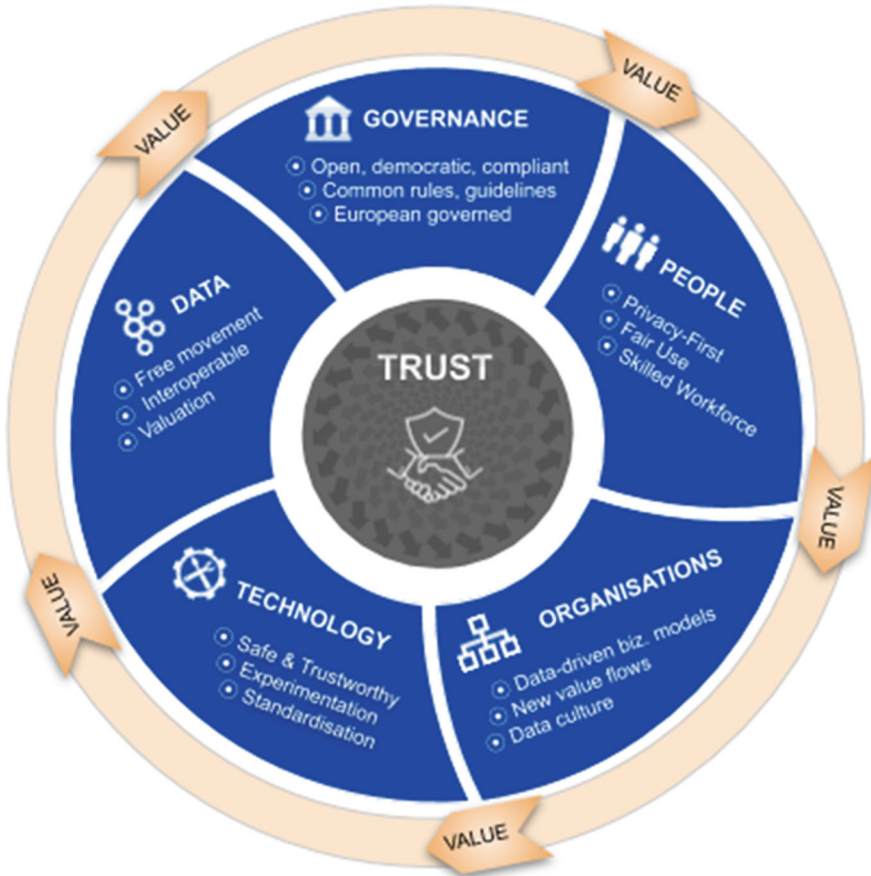 VALUE
VALUE
GOVERNANCE
Open, democratic, compliant
Common rules, guidelines
European governed
PEOPLE
Privacy-First
Fair Use
Skilled Workforce
VALUE
ORGANISATIONS
Data-driven biz. models
New value flows
Data culture
VALUE
TECHNOLOGY
Safe & Trustworthy
Experimentation
Standardisation
VALUE
DATA
Free movement
Interoperable
Valuation
TRUST